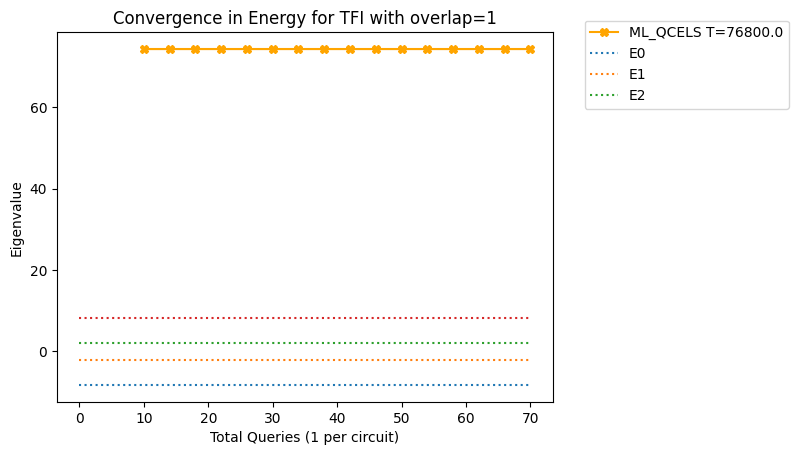 Convergence in Energy for TFI with overlap=1
ML_QCELS T=76800.0
E0
E1
E2
Eigenvalue
60
40
20
0
0 10 20 30 40 50 60 70
Total Queries (1 per circuit)